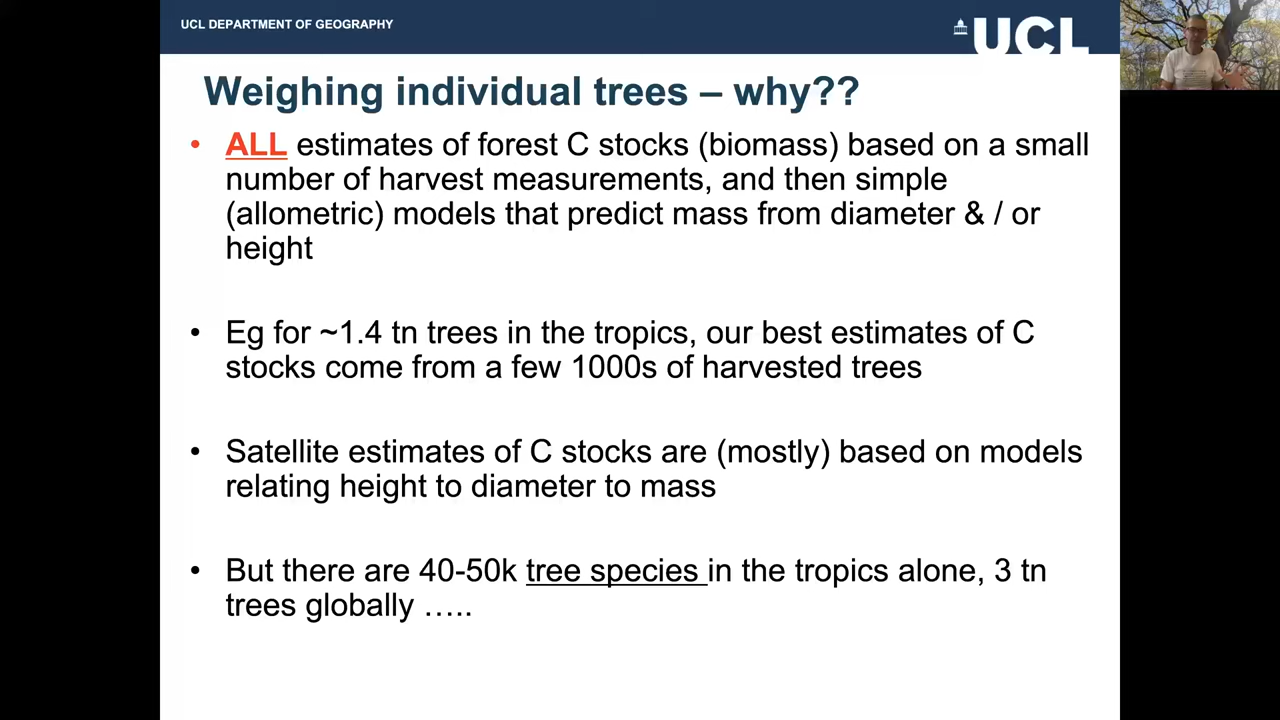 UCL DEPARTMENT OF GEOGRAPHY
UCL
Weighing individual trees – why??
• ALL estimates of forest C stocks (biomass) based on a small
number of harvest measurements, and then simple
(allometric) models that predict mass from diameter & / or
height
• Eg for ~1.4 tn trees in the tropics, our best estimates of C
stocks come from a few 1000s of harvested trees
• Satellite estimates of C stocks are (mostly) based on models
relating height to diameter to mass
• But there are 40-50k tree species in the tropics alone, 3 tn
trees globally …..